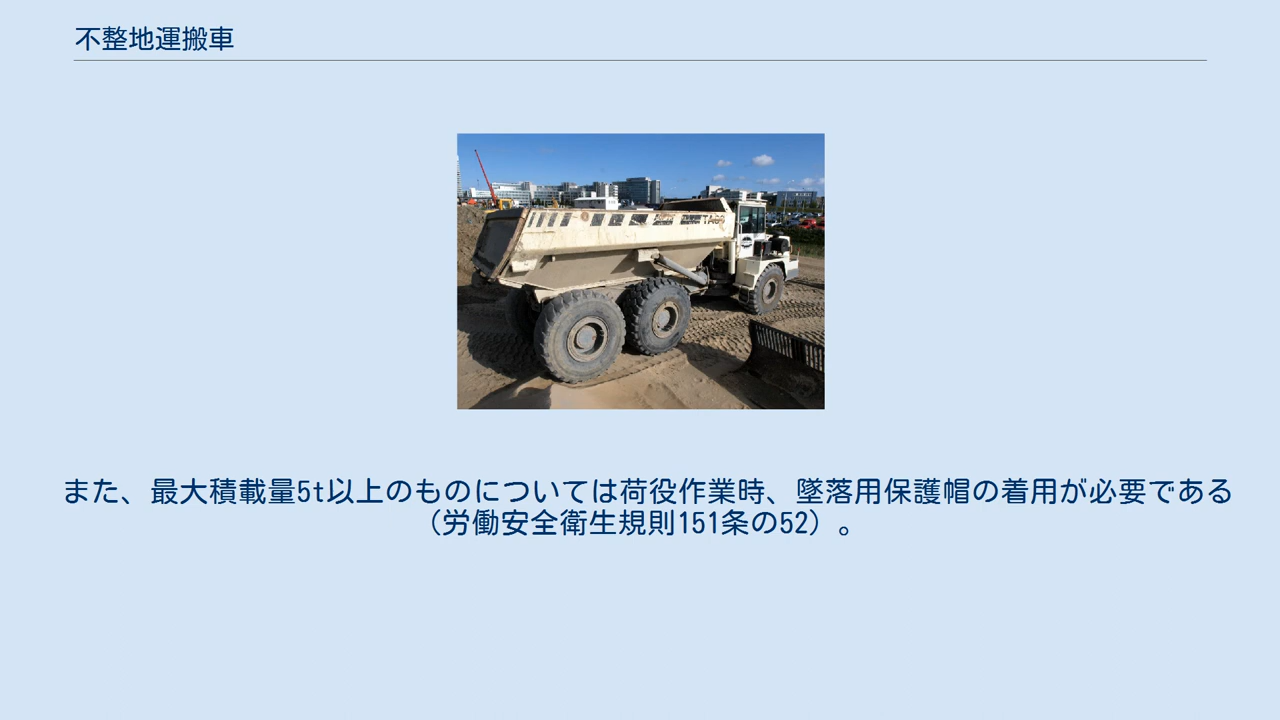 不整地運搬車
また、最大積載量5t以上のものについては荷役作業時、墜落用保護帽の着用が必要である
（労働安全衛生規則151条の52）。